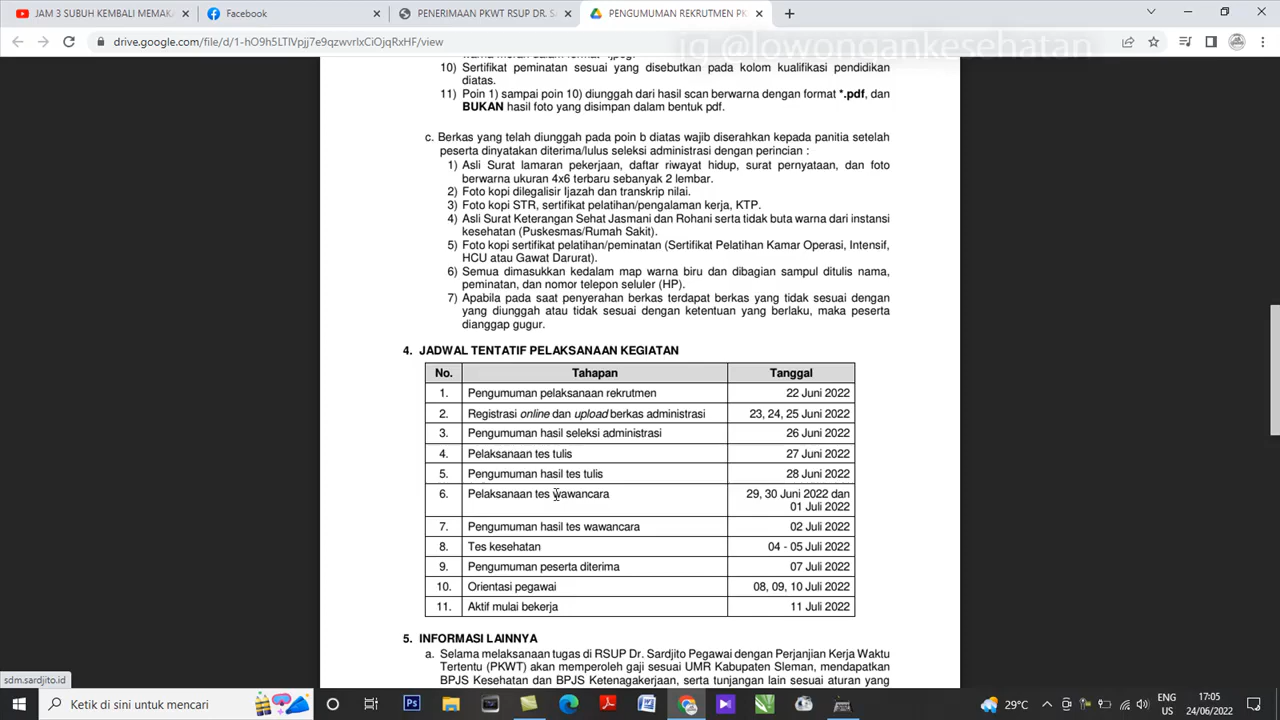 JAM 3 SUBUH KEMBALI MEMAKA
Facebook
PENERIMAAN PKWT RSUP DR. S
PENGUMUMAN REKRUTMEN PK
drive.google.com/file/d/1-hO9h5LTlVpjj7e9qzwvrlxCiOjqRxHF/view
ig @lowongankesehatan
10) Sertifikat peminatan sesuai yang disebutkan pada kolom kualifikasi pendidikan
diatas.
11) Poin 1) sampai poin 10) diunggah dari hasil scan berwarna dengan format *.pdf, dan
BUKAN hasil foto yang disimpan dalam bentuk pdf.
c. Berkas yang telah diunggah pada poin b diatas wajib diserahkan kepada panitia setelah
peserta dinyatakan diterima/lulus seleksi administrasi dengan perincian :
1) Asli Surat lamaran pekerjaan, daftar riwayat hidup, surat pernyataan, dan foto
berwarna ukuran 4x6 terbaru sebanyak 2 lembar.
2) Foto kopi dilegalisir Ijazah dan transkrip nilai.
3) Foto kopi STR, sertifikat pelatihan/pengalaman kerja, KTP.
4) Asli Surat Keterangan Sehat Jasmani dan Rohani serta tidak buta warna dari instansi
kesehatan (Puskesmas/Rumah Sakit).
5) Foto kopi sertifikat pelatihan/peminatan (Sertifikat Pelatihan Kamar Operasi, Intensif,
HCU atau Gawat Darurat).
6) Semua dimasukkan kedalam map warna biru dan dibagian sampul ditulis nama,
peminatan, dan nomor telepon seluler (HP).
7) Apabila pada saat penyerahan berkas terdapat berkas yang tidak sesuai dengan
yang diunggah atau tidak sesuai dengan ketentuan yang berlaku, maka peserta
dianggap gugur.
4. JADWAL TENTATIF PELAKSANAAN KEGIATAN
No. Tahapan Tanggal
1. Pengumuman pelaksanaan rekrutmen 22 Juni 2022
2. Registrasi online dan upload berkas administrasi 23, 24, 25 Juni 2022
3. Pengumuman hasil seleksi administrasi 26 Juni 2022
4. Pelaksanaan tes tulis 27 Juni 2022
5. Pengumuman hasil tes tulis 28 Juni 2022
6. Pelaksanaan tes wawancara 29, 30 Juni 2022 dan
01 Juli 2022
7. Pengumuman hasil tes wawancara 02 Juli 2022
8. Tes kesehatan 04 - 05 Juli 2022
9. Pengumuman peserta diterima 07 Juli 2022
10. Orientasi pegawai 08, 09, 10 Juli 2022
11. Aktif mulai bekerja 11 Juli 2022
5. INFORMASI LAINNYA
a. Selama melaksanakan tugas di RSUP Dr. Sardjito Pegawai dengan Perjanjian Kerja Waktu
Tertentu (PKWT) akan memperoleh gaji sesuai UMR Kabupaten Sleman, mendapatkan
BPJS Kesehatan dan BPJS Ketenagakerjaan, serta tunjangan lain sesuai aturan yang
sdm.sardjito.id
Ketik di sini untuk mencari
29°C
ENG
US
17:05
24/06/2022